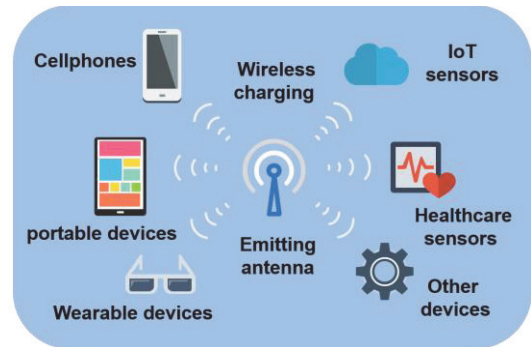 Cellphones
Wireless
charging
IoT
sensors
portable devices
Emitting
antenna
Healthcare
sensors
Wearable devices
Other
devices